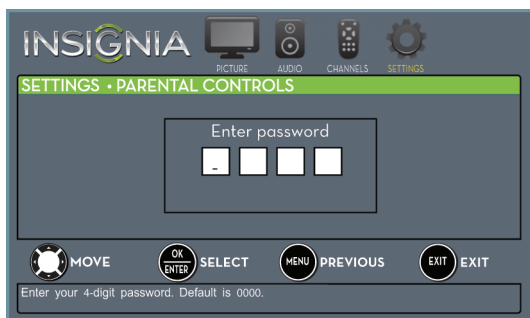 INSIGNIA
PICTURE AUDIO CHANNELS SETTINGS
SETTINGS • PARENTAL CONTROLS
Enter password
-
MOVE OK ENTER SELECT MENU PREVIOUS EXIT EXIT
Enter your 4-digit password. Default is 0000.